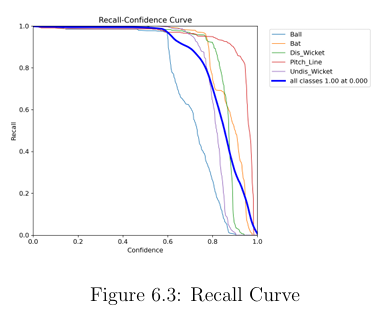 Recall-Confidence Curve
1.0
0.8
0.6
0.4
0.2
0.0
Recall
0.0 0.2 0.4 0.6 0.8 1.0
Confidence
Ball
Bat
Dis_Wicket
Pitch_Line
Undis_Wicket
all classes 1.00 at 0.000
Figure 6.3: Recall Curve